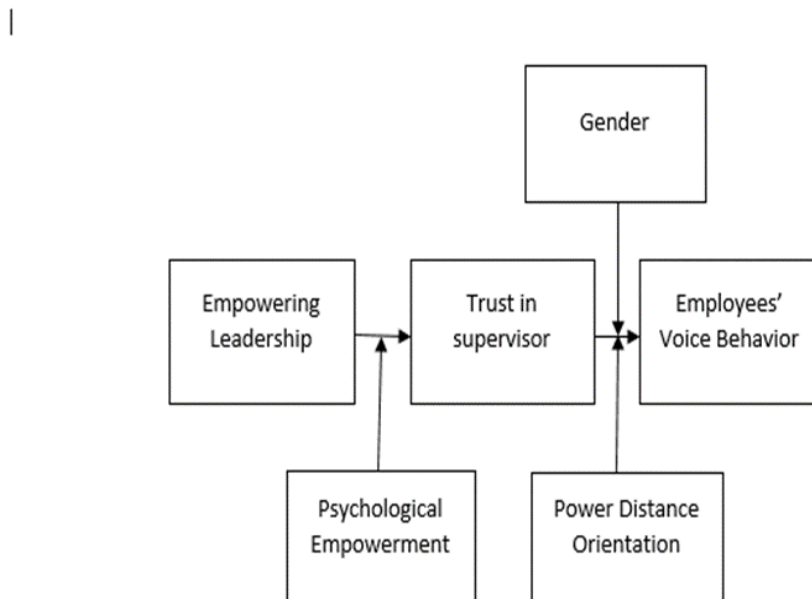 Gender
Empowering
Leadership
Trust in
supervisor
Employees’
Voice Behavior
Psychological
Empowerment
Power Distance
Orientation